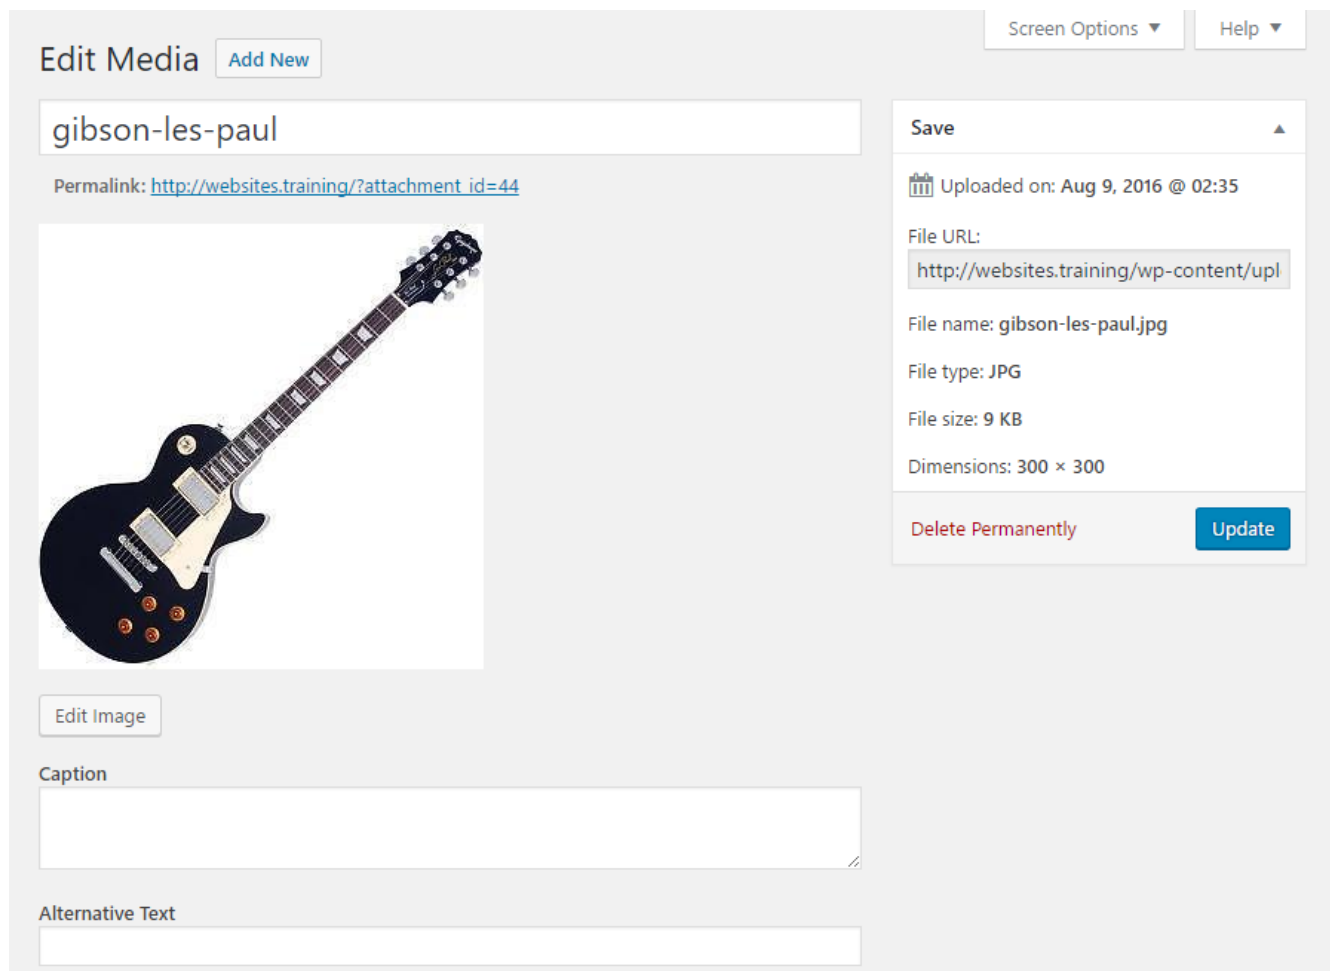 Screen Options ▼
Help ▼
Edit Media
Add New
gibson-les-paul
Permalink: http://websites.training/?attachment_id=44
Epiphone
Edit Image
Caption
Alternative Text
Save ▲
Uploaded on: Aug 9, 2016 @ 02:35
File URL:
http://websites.training/wp-content/upl
File name: gibson-les-paul.jpg
File type: JPG
File size: 9 KB
Dimensions: 300 × 300
Delete Permanently
Update